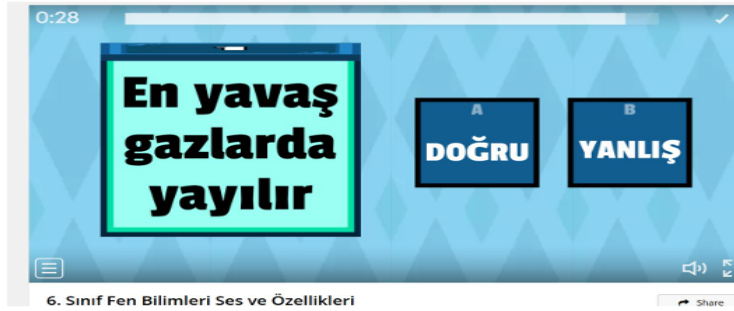 0:28
En yavaş
gazlarda
yayılır
A
DOĞRU
B
YANLIŞ
6. Sınıf Fen Bilimleri Ses ve Özellikleri
Share